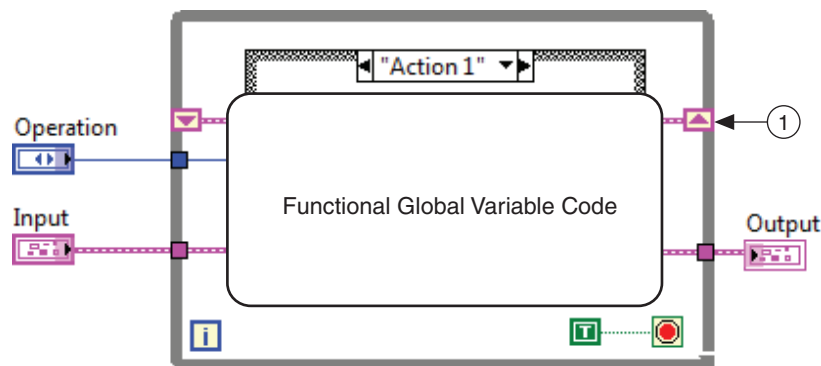 "Action 1"
Operation
1
Input
Functional Global Variable Code
Output
i
T